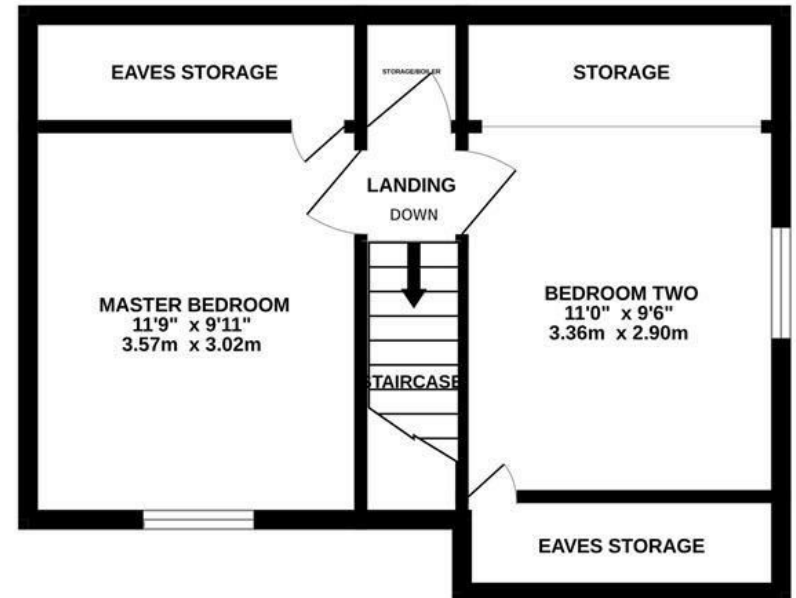 EAVES STORAGE
STORAGE/BOILER
STORAGE
LANDING
DOWN
MASTER BEDROOM
11'9" x 9'11"
3.57m x 3.02m
BEDROOM TWO
11'0" x 9'6"
3.36m x 2.90m
STAIRCASE
EAVES STORAGE